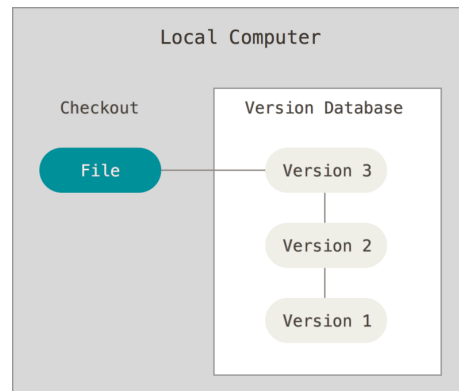 Local Computer
Checkout
Version Database
File
Version 3
Version 2
Version 1